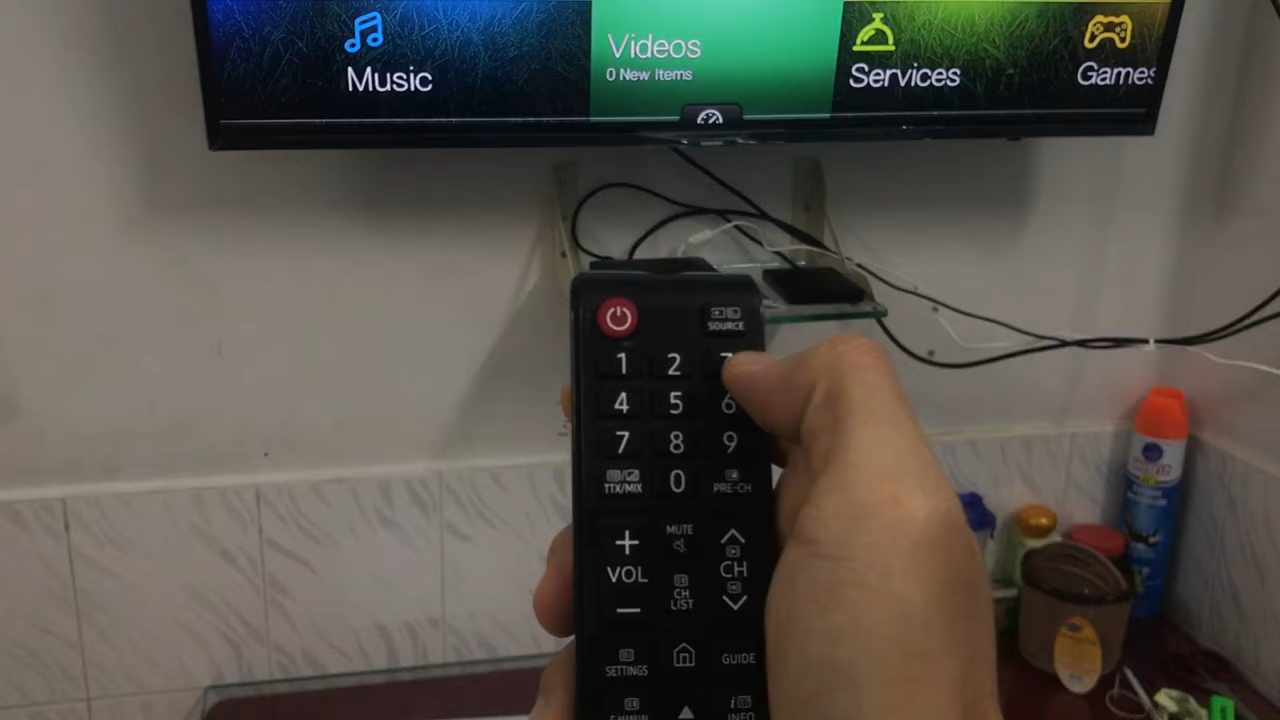 Music
Videos
0 New Items
Services
Games
SOURCE
1 2
4 5 6
7 8 9
TTX/MIX 0 PRE-CH
MUTE
+
VOL
−
CH
CH
LIST
SETTINGS
GUIDE
INFO